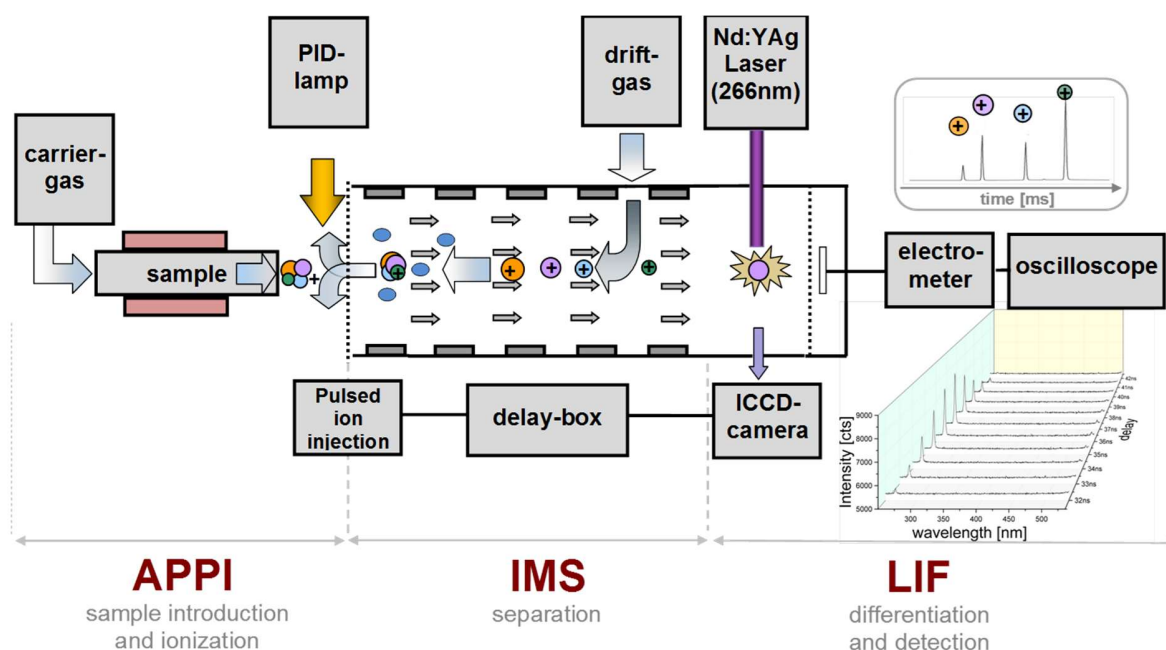 PID-
lamp
drift-
gas
Nd:YAg
Laser
(266nm)
carrier-
gas
sample
+
+
+
+
+
+
+
+
+
+
time [ms]
electro-
meter
oscilloscope
Pulsed
ion
injection
delay-box
ICCD-
camera
Intensity [cts]
9000
8000
7000
6000
5000
300
350
400
450
500
wavelength [nm]
32ns
33ns
34ns
35ns
36ns
37ns
38ns
39ns
40ns
41ns
42ns
delay
APPI
sample introduction
and ionization
IMS
separation
LIF
differentiation
and detection